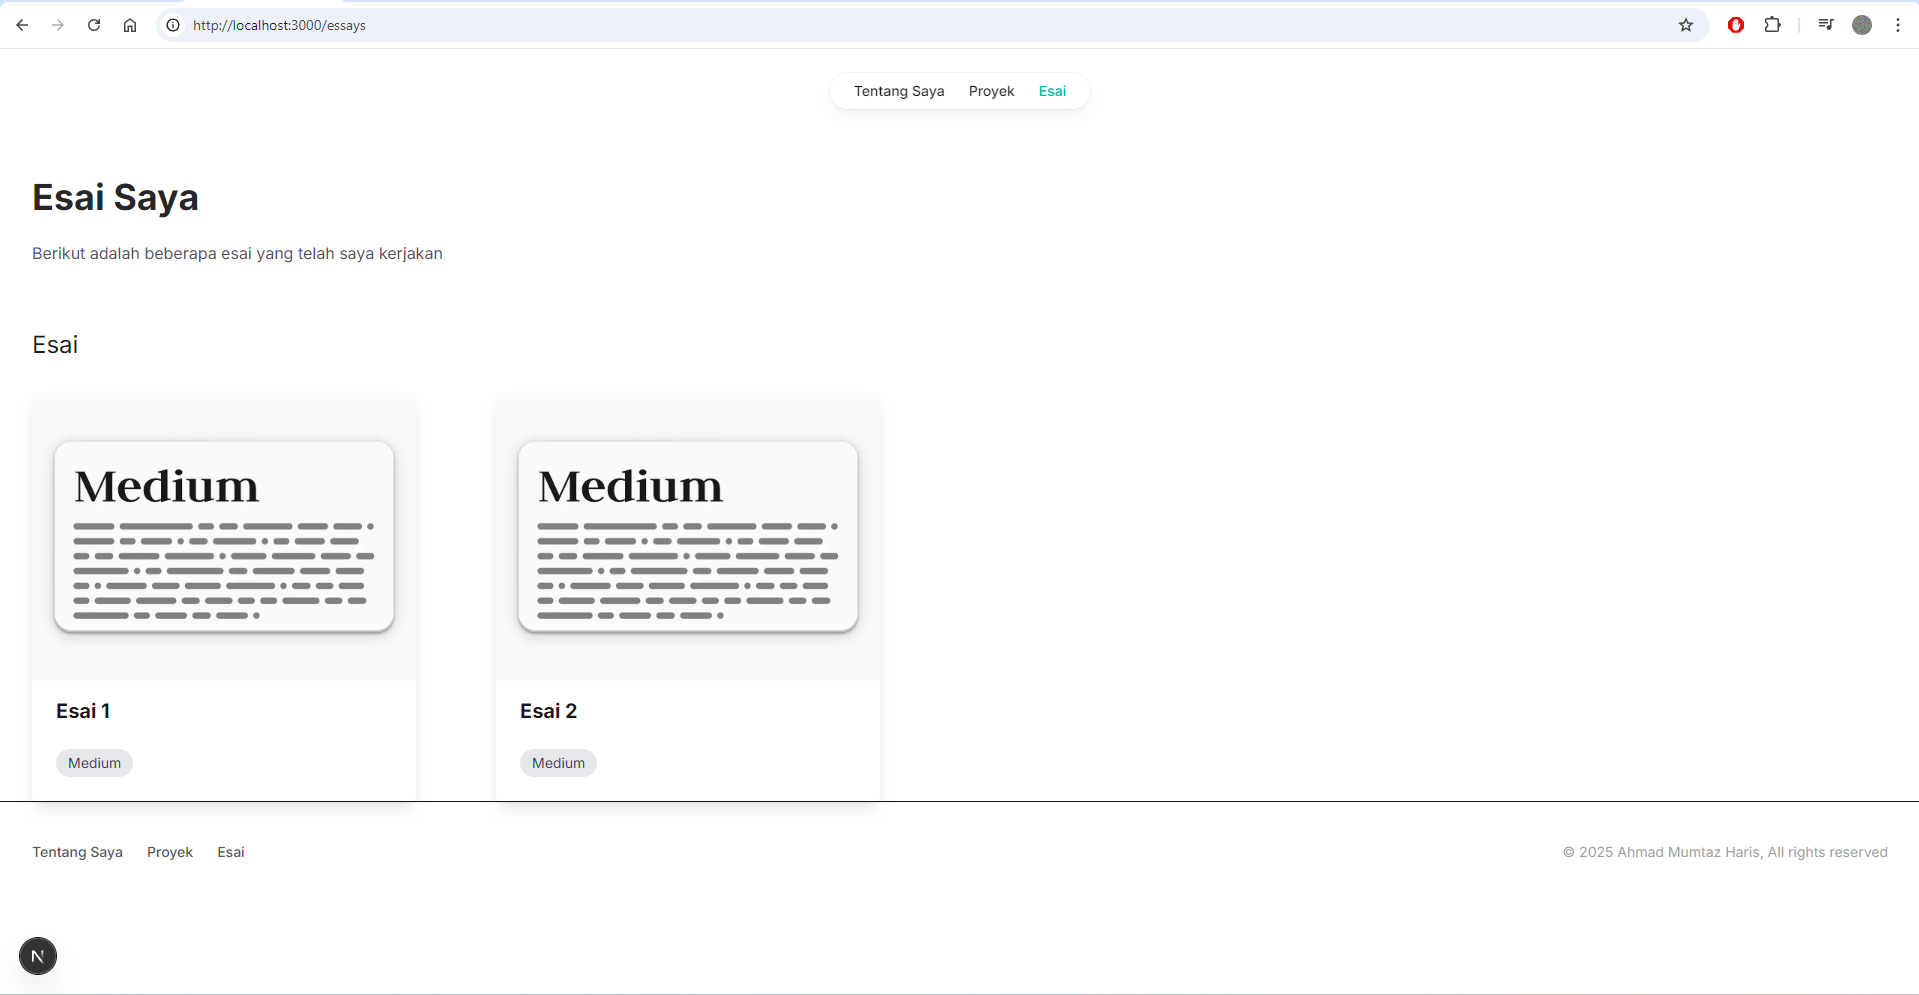 http://localhost:3000/essays
Tentang Saya Proyek Esai
Esai Saya
Berikut adalah beberapa esai yang telah saya kerjakan
Esai
Medium
Medium
Esai 1
Esai 2
Medium
Medium
Tentang Saya Proyek Esai
© 2025 Ahmad Mumtaz Haris, All rights reserved
N